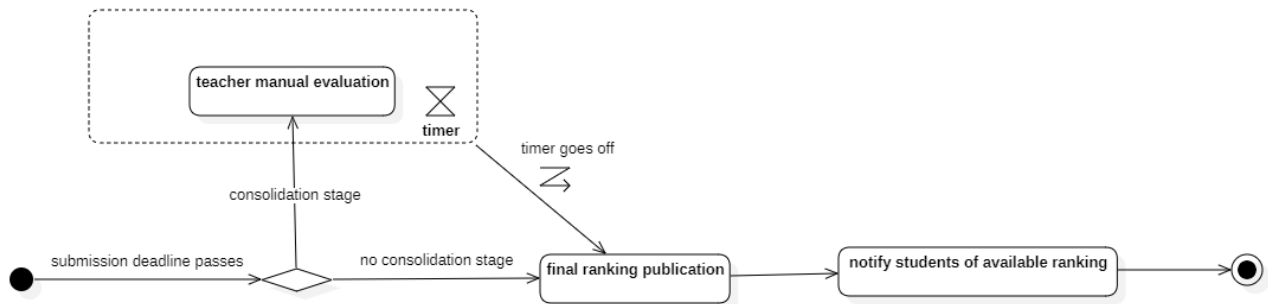 teacher manual evaluation
timer
timer goes off
consolidation stage
submission deadline passes
no consolidation stage
final ranking publication
notify students of available ranking